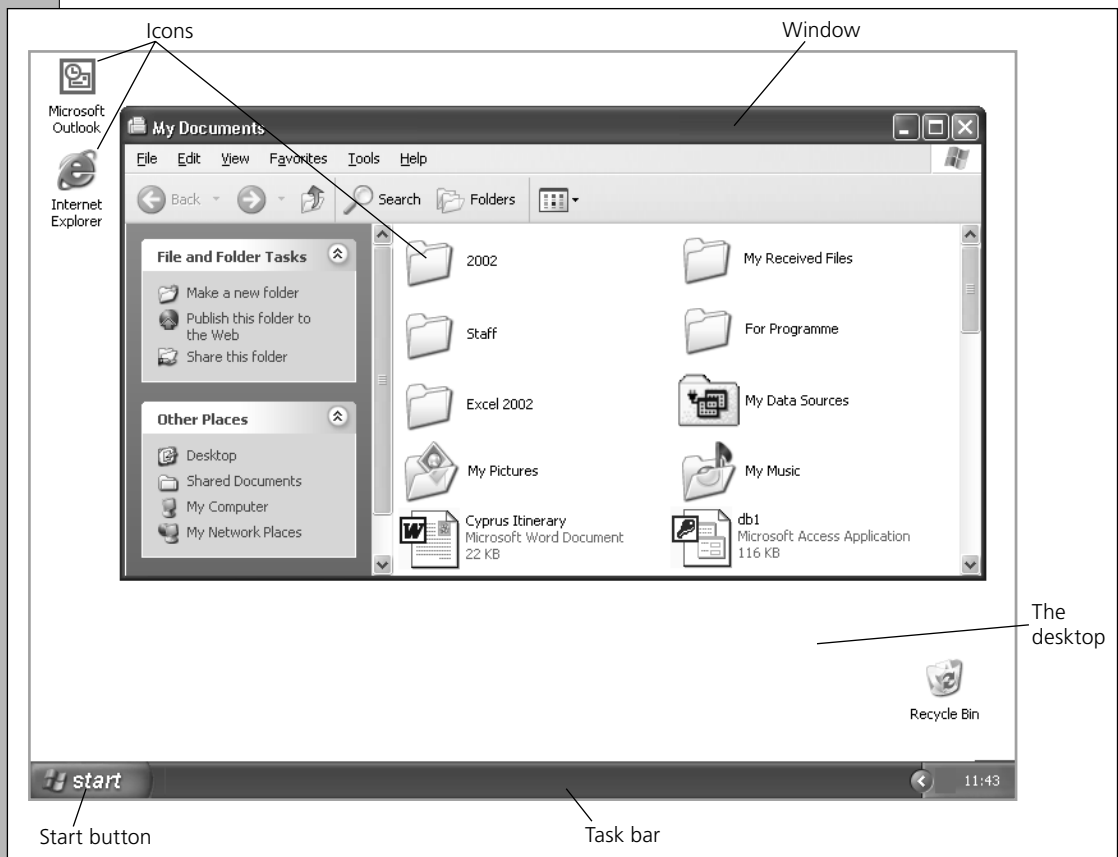 Icons
Window
Microsoft
Outlook
Internet
Explorer
My Documents
File Edit View Favorites Tools Help
Back Search Folders
File and Folder Tasks
Make a new folder
Publish this folder to
the Web
Share this folder
Other Places
Desktop
Shared Documents
My Computer
My Network Places
2002
My Received Files
Staff
For Programme
Excel 2002
My Data Sources
My Pictures
My Music
Cyprus Itinerary
Microsoft Word Document
22 KB
db1
Microsoft Access Application
116 KB
The
desktop
Recycle Bin
start
11:43
Start button
Task bar